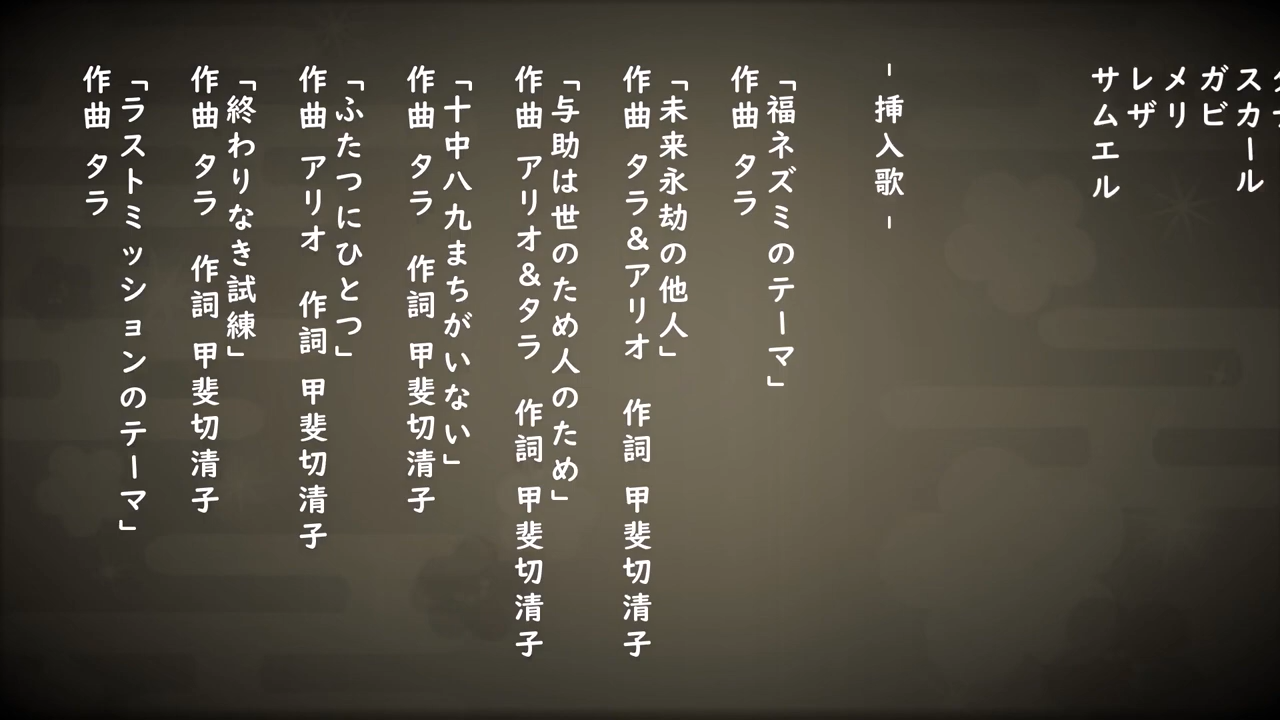 スカール
ガビ
メリ
レザ
サムエル
- 挿入歌 -
「福ネズミのテーマ」
作曲 タラ
「未来永劫の他人」
作曲 タラ&アリオ 作詞 甲斐切清子
「与助は世のため人のため」
作曲 アリオ&タラ 作詞 甲斐切清子
「十中八九まちがいない」
作曲 タラ 作詞 甲斐切清子
「ふたつにひとつ」
作曲 アリオ 作詞 甲斐切清子
「終わりなき試練」
作曲 タラ 作詞 甲斐切清子
「ラストミッションのテーマ」
作曲 タラ